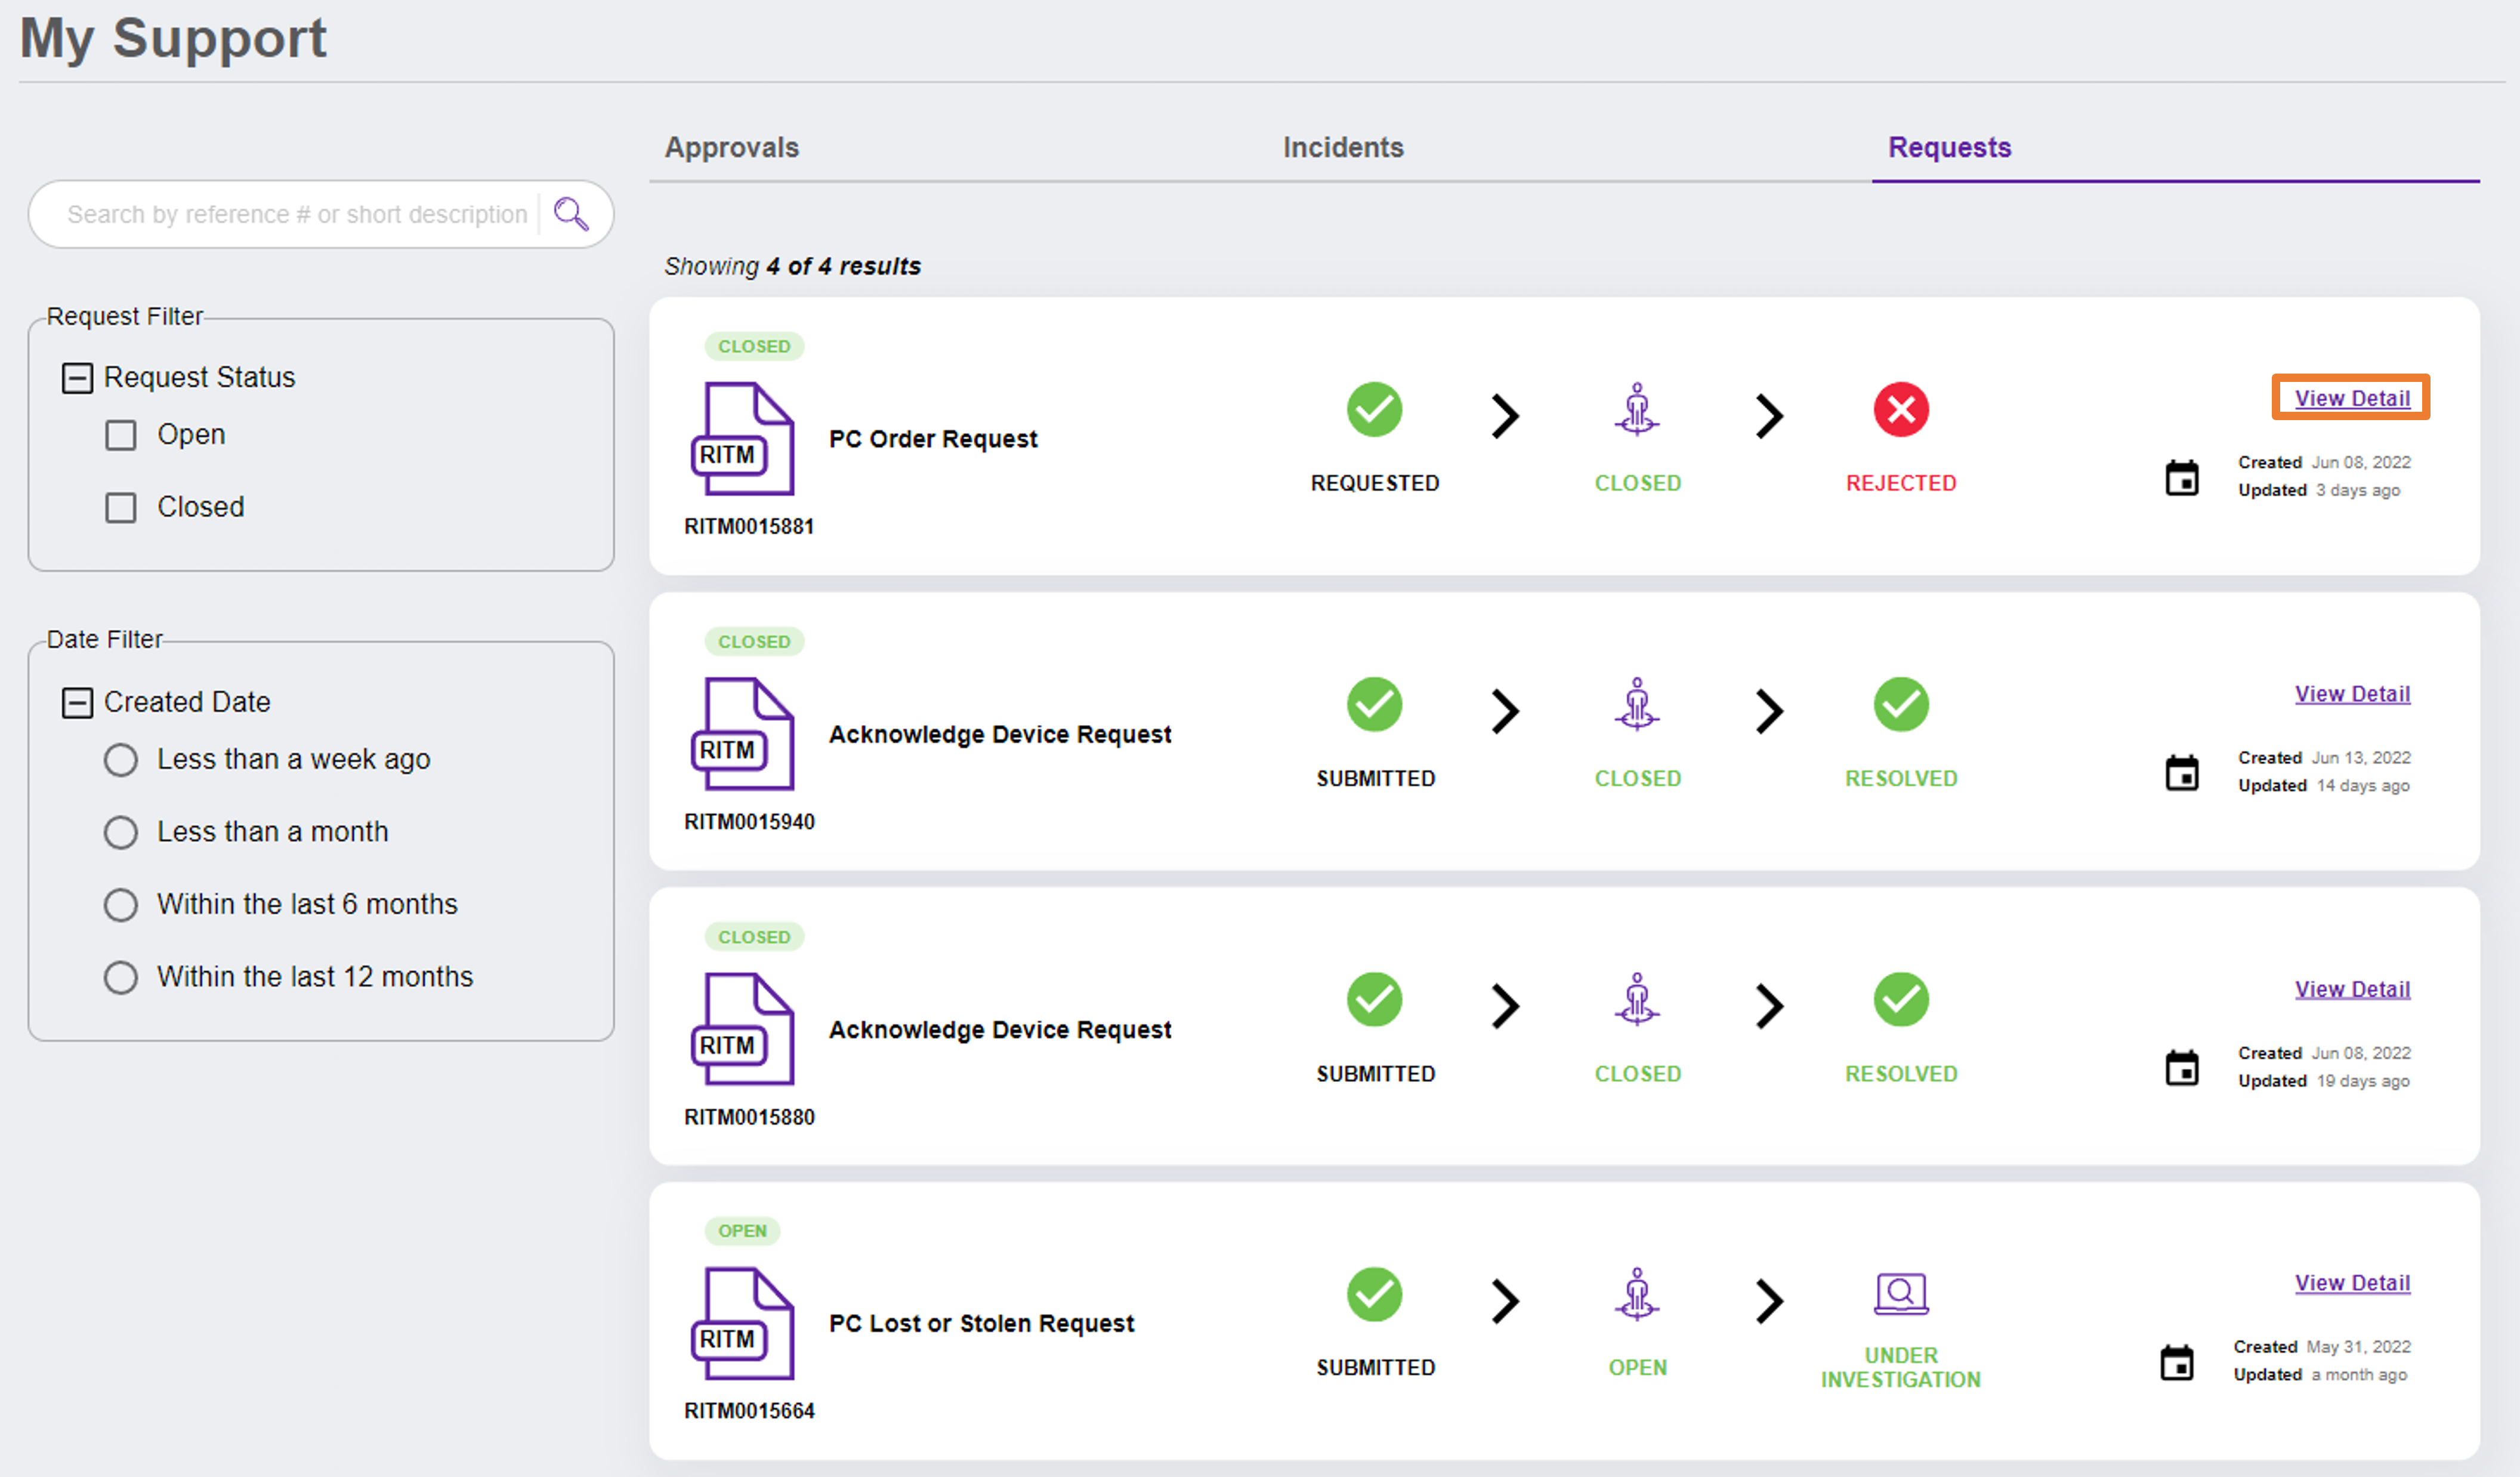 My Support
Approvals
Incidents
Requests
Search by reference # or short description
Request Filter
Request Status
Open
Closed
Date Filter
Created Date
Less than a week ago
Less than a month
Within the last 6 months
Within the last 12 months
Showing 4 of 4 results
CLOSED
RITM
RITM0015881
PC Order Request
REQUESTED
CLOSED
REJECTED
View Detail
Created Jun 08, 2022
Updated 3 days ago
CLOSED
RITM
RITM0015940
Acknowledge Device Request
SUBMITTED
CLOSED
RESOLVED
View Detail
Created Jun 13, 2022
Updated 14 days ago
CLOSED
RITM
RITM0015880
Acknowledge Device Request
SUBMITTED
CLOSED
RESOLVED
View Detail
Created Jun 08, 2022
Updated 19 days ago
OPEN
RITM
RITM0015664
PC Lost or Stolen Request
SUBMITTED
OPEN
UNDER
INVESTIGATION
View Detail
Created May 31, 2022
Updated a month ago